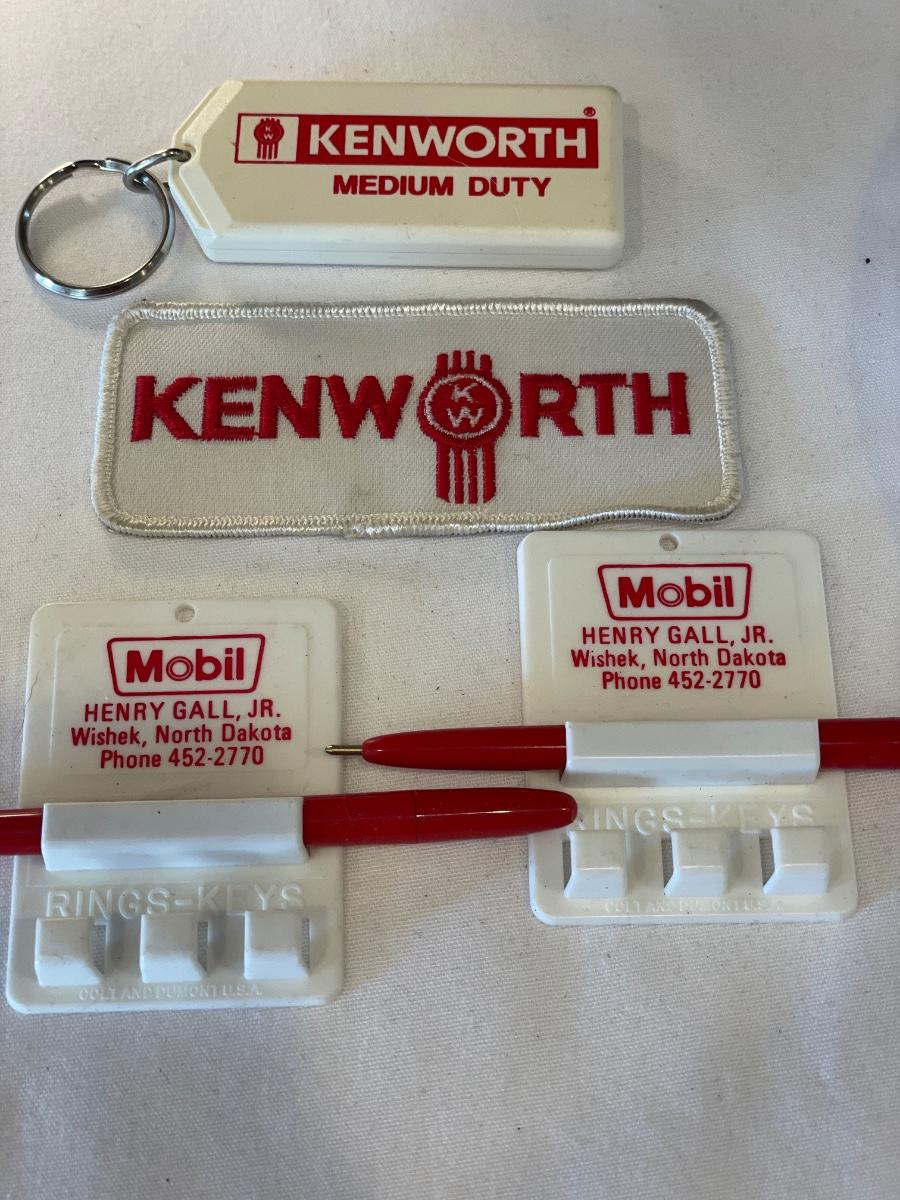 KW KENWORTH®
MEDIUM DUTY
KENWORTH
KW
Mobil
HENRY GALL, JR.
Wishek, North Dakota
Phone 452-2770
RINGS-KEYS
COLT AND DUMONT U.S.A.
Mobil
HENRY GALL, JR.
Wishek, North Dakota
Phone 452-2770
RINGS-KEYS
COLT AND DUMONT U.S.A.